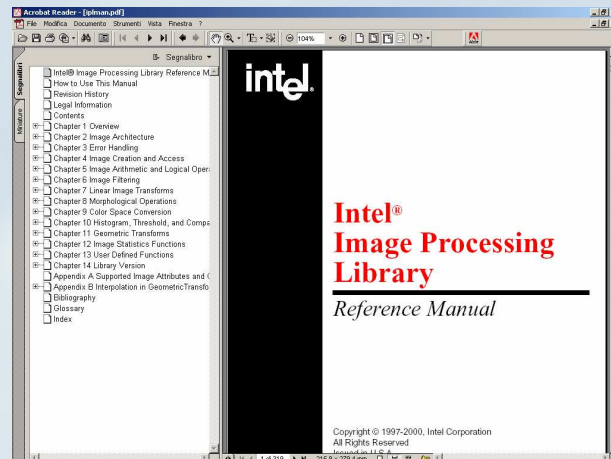 Acrobat Reader - [iplman.pdf]
File Modifica Documento Strumenti Vista Finestra ?
104%
Segnalibro
Segnalibri
Miniature
Intel® Image Processing Library Reference M
How to Use This Manual
Revision History
Legal Information
Contents
Chapter 1 Overview
Chapter 2 Image Architecture
Chapter 3 Error Handling
Chapter 4 Image Creation and Access
Chapter 5 Image Arithmetic and Logical Oper
Chapter 6 Image Filtering
Chapter 7 Linear Image Transforms
Chapter 8 Morphological Operations
Chapter 9 Color Space Conversion
Chapter 10 Histogram, Threshold, and Compa
Chapter 11 Geometric Transforms
Chapter 12 Image Statistics Functions
Chapter 13 User Defined Functions
Chapter 14 Library Version
Appendix A Supported Image Attributes and
Appendix B Interpolation in GeometricTransfo
Bibliography
Glossary
Index
intel.
Intel®
Image Processing
Library
Reference Manual
Copyright © 1997-2000, Intel Corporation
All Rights Reserved
Issued in U.S.A.
1 di 319